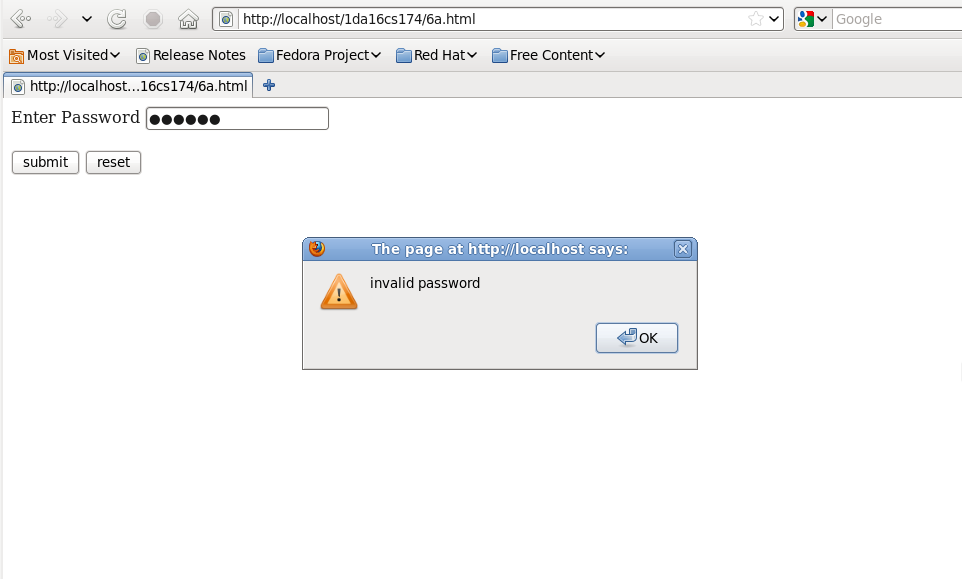 http://localhost/1da16cs174/6a.html
Google
Most Visited
Release Notes
Fedora Project
Red Hat
Free Content
http://localhost...16cs174/6a.html
Enter Password ●●●●●●
submit reset
The page at http://localhost says:
invalid password
OK